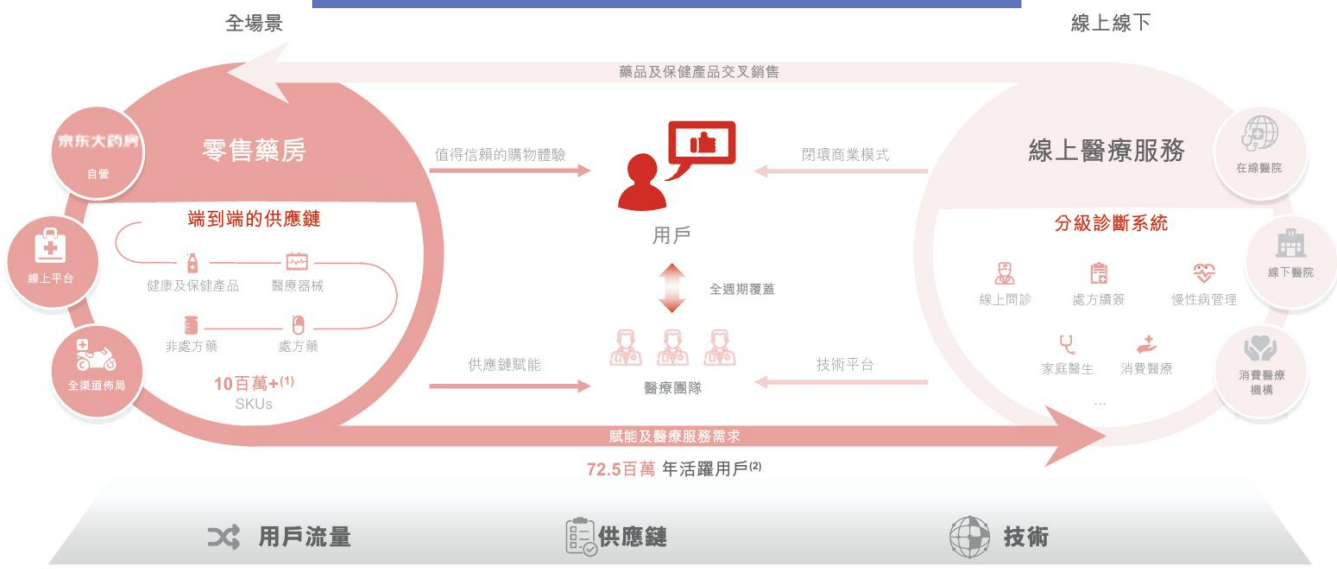 全場景
線上線下
藥品及保健產品交叉銷售
京东大药房
自營
線上平台
全渠道佈局
零售藥房
端到端的供應鏈
健康及保健產品
醫療器械
非處方藥
處方藥
10百萬+(1)
SKUs
值得信賴的購物體驗
閉環商業模式
用戶
全週期覆蓋
供應鏈賦能
技術平台
醫療團隊
線上醫療服務
分級診斷系統
線上問診
處方續簽
慢性病管理
家庭醫生
消費醫療
...
在線醫院
線下醫院
消費醫療
機構
賦能及醫療服務需求
72.5百萬 年活躍用戶(2)
用戶流量
供應鏈
技術